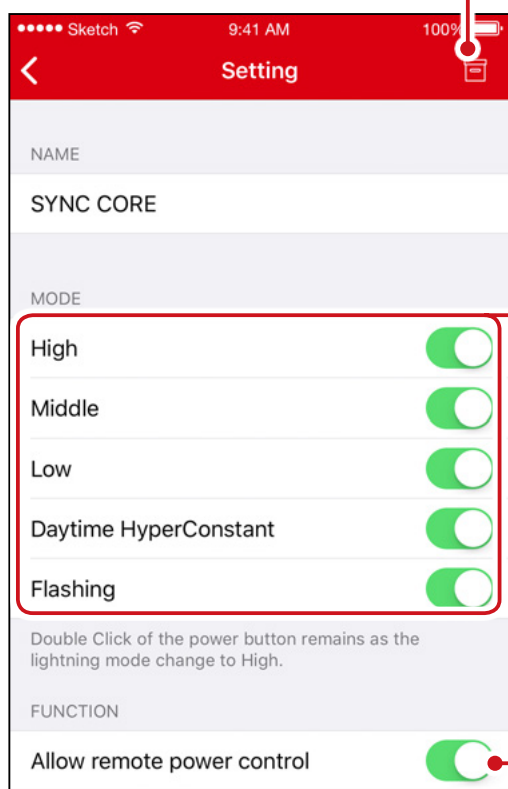 Sketch 9:41 AM 100%
Setting
NAME
SYNC CORE
MODE
High
Middle
Low
Daytime HyperConstant
Flashing
Double Click of the power button remains as the
lightning mode change to High.
FUNCTION
Allow remote power control